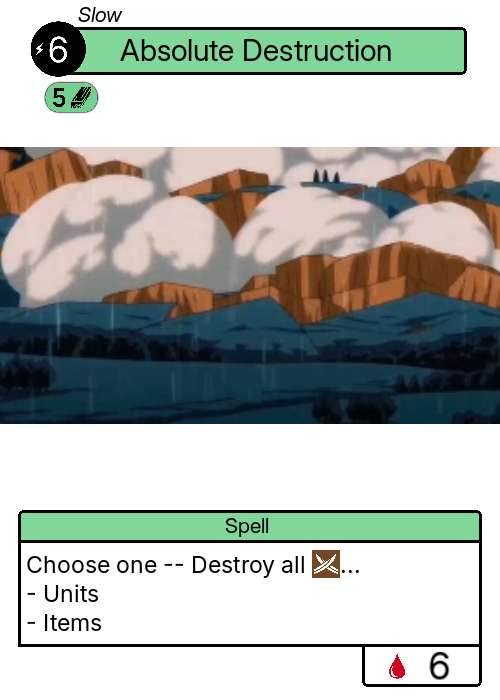 Slow
6 Absolute Destruction
5
Spell
Choose one -- Destroy all ...
- Units
- Items
6